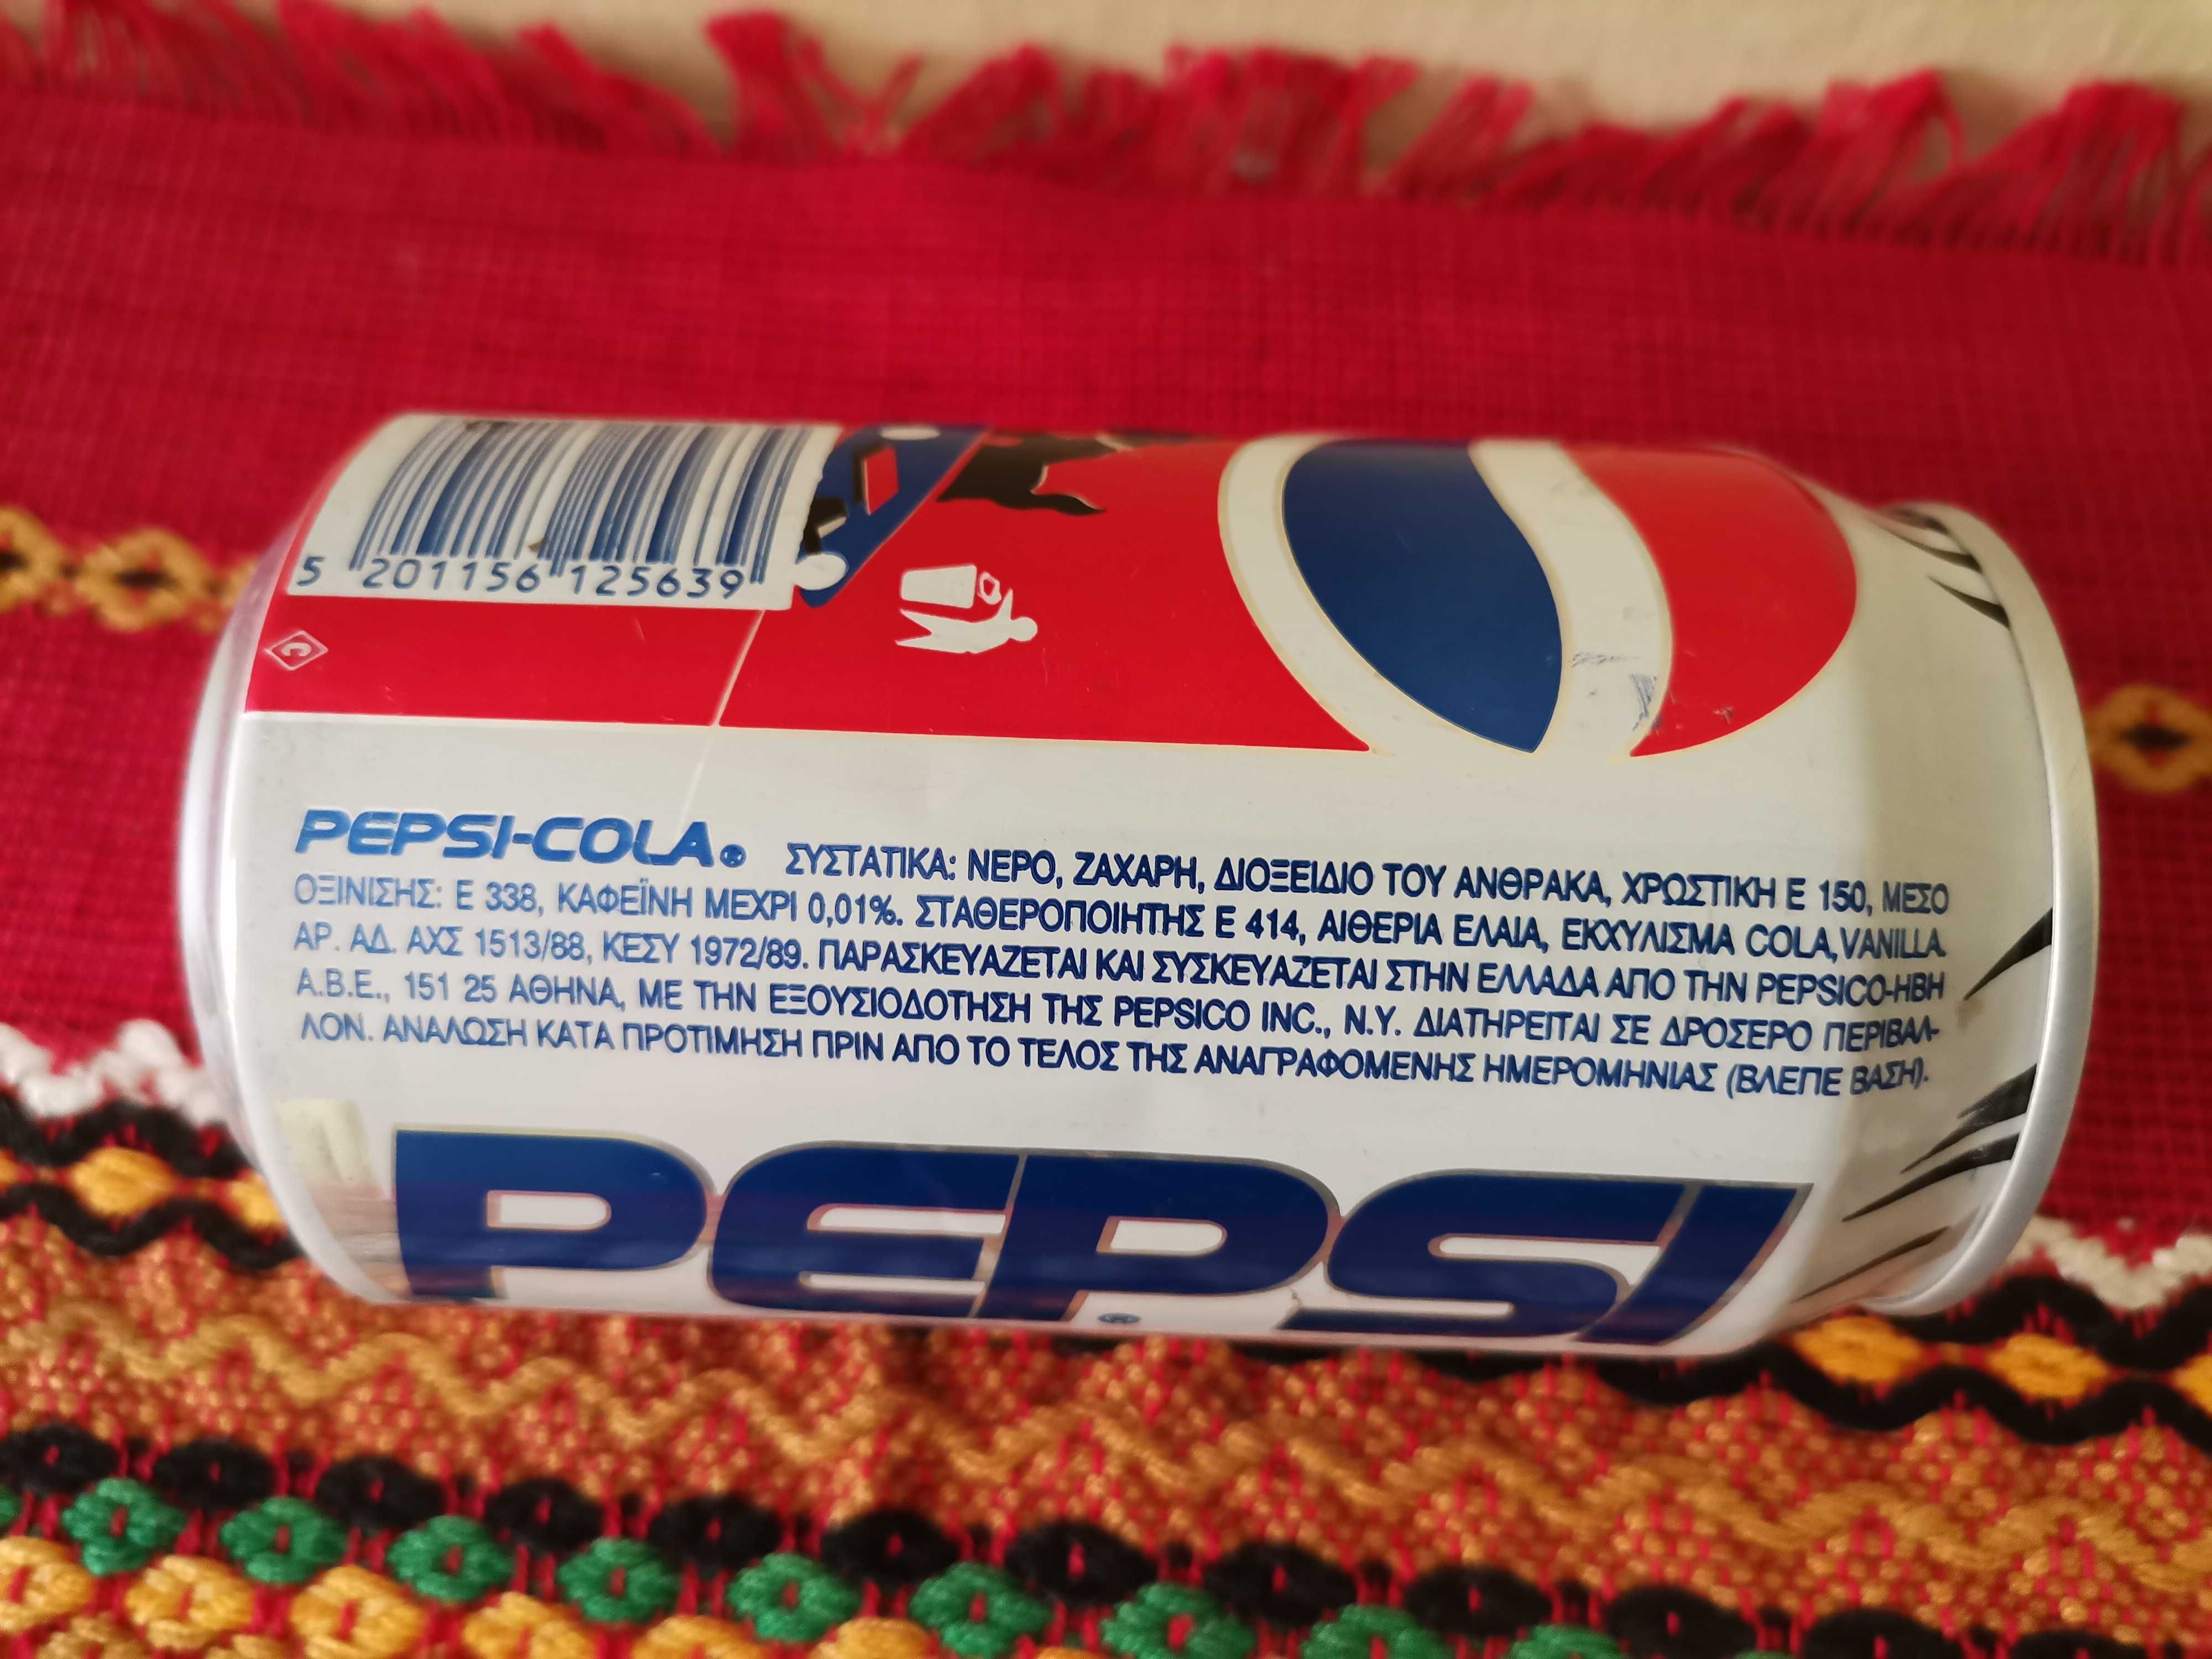 5 201156 125639
C
PEPSI-COLA® ΣΥΣΤΑΤΙΚΑ: ΝΕΡΟ, ΖΑΧΑΡΗ, ΔΙΟΞΕΙΔΙΟ ΤΟΥ ΑΝΘΡΑΚΑ, ΧΡΩΣΤΙΚΗ Ε 150, ΜΕΣΟ
ΟΞΙΝΙΣΗΣ: Ε 338, ΚΑΦΕΪΝΗ ΜΕΧΡΙ 0,01%. ΣΤΑΘΕΡΟΠΟΙΗΤΗΣ Ε 414, ΑΙΘΕΡΙΑ ΕΛΑΙΑ, ΕΚΧΥΛΙΣΜΑ COLA, VANILLA.
ΑΡ. ΑΔ. ΑΧΣ 1513/88, ΚΕΣΥ 1972/89. ΠΑΡΑΣΚΕΥΑΖΕΤΑΙ ΚΑΙ ΣΥΣΚΕΥΑΖΕΤΑΙ ΣΤΗΝ ΕΛΛΑΔΑ ΑΠΟ ΤΗΝ PEPSICO-HBH
Α.Β.Ε., 151 25 ΑΘΗΝΑ, ΜΕ ΤΗΝ ΕΞΟΥΣΙΟΔΟΤΗΣΗ ΤΗΣ PEPSICO INC., N.Y. ΔΙΑΤΗΡΕΙΤΑΙ ΣΕ ΔΡΟΣΕΡΟ ΠΕΡΙΒΑΛ-
ΛΟΝ. ΑΝΑΛΩΣΗ ΚΑΤΑ ΠΡΟΤΙΜΗΣΗ ΠΡΙΝ ΑΠΟ ΤΟ ΤΕΛΟΣ ΤΗΣ ΑΝΑΓΡΑΦΟΜΕΝΗΣ ΗΜΕΡΟΜΗΝΙΑΣ (ΒΛΕΠΕ ΒΑΣΗ).
PEPSI®